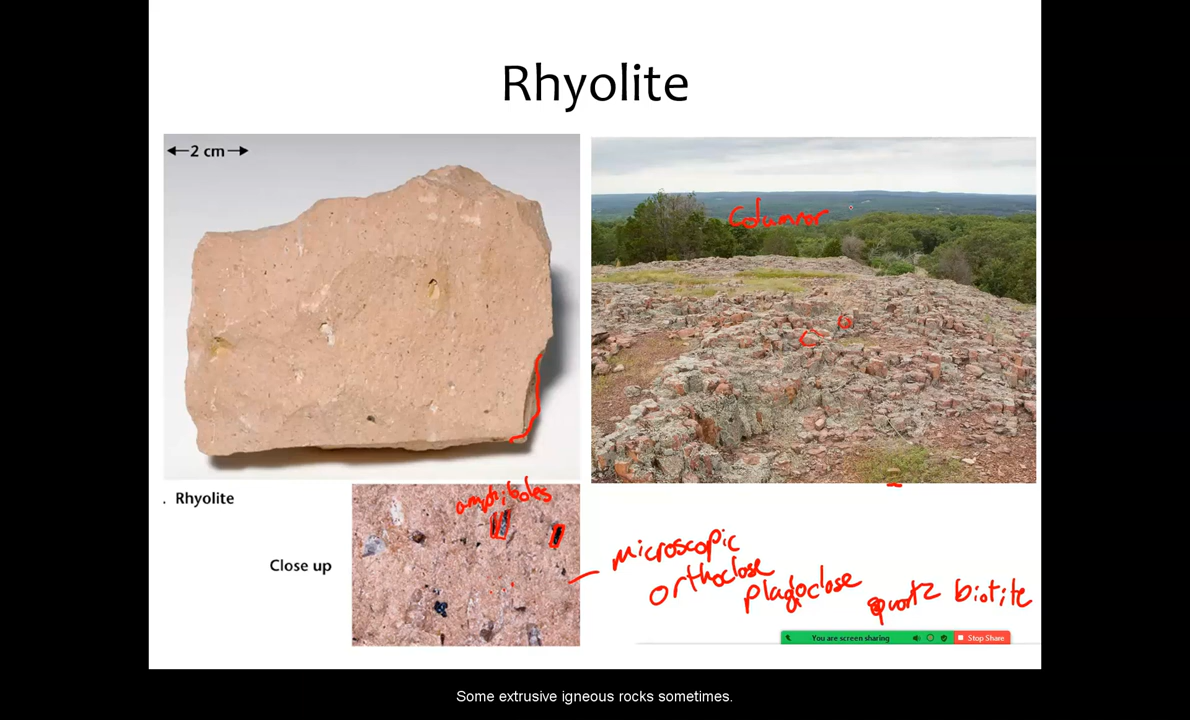 Rhyolite
2 cm
Columnar
. Rhyolite
amphiboles
Close up
microscopic
orthoclase
plagioclase
quartz biotite
You are screen sharing
Stop Share
Some extrusive igneous rocks sometimes.